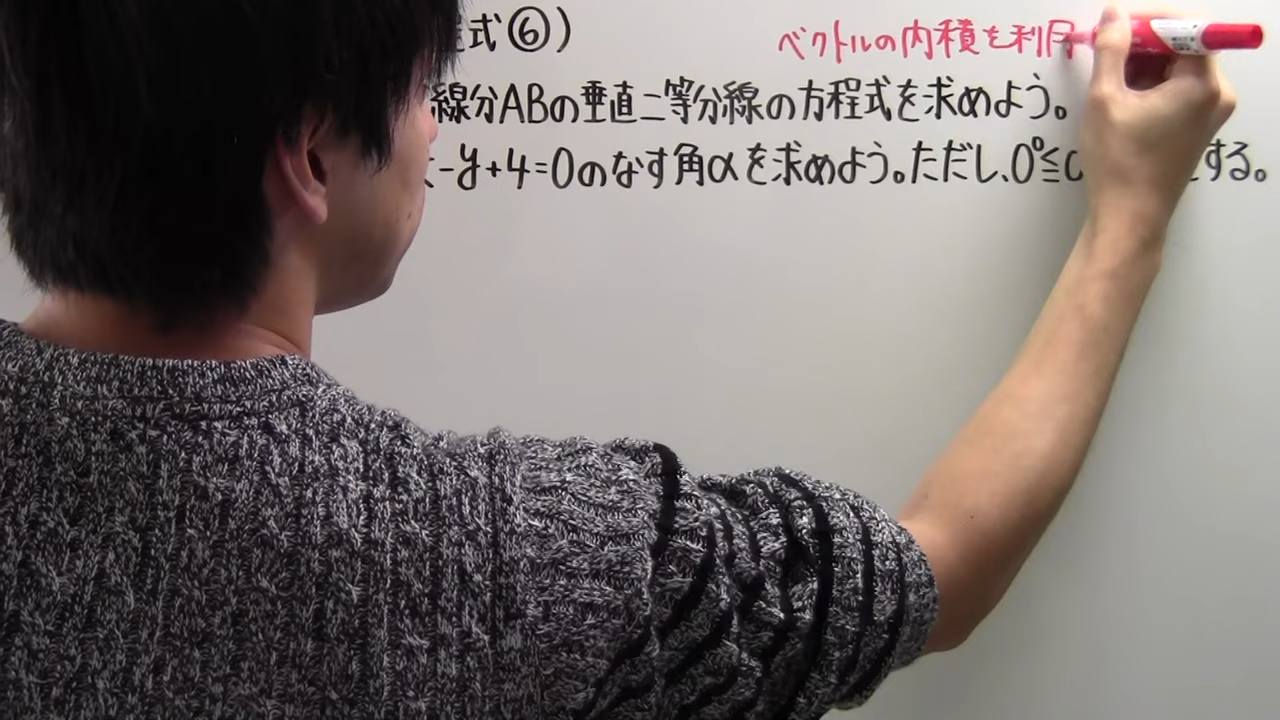 式⑥)
ベクトルの内積を利用
線分ABの垂直二等分線の方程式を求めよう。
-y+4=0のなす角αを求めよう。ただし、0°≦ する。